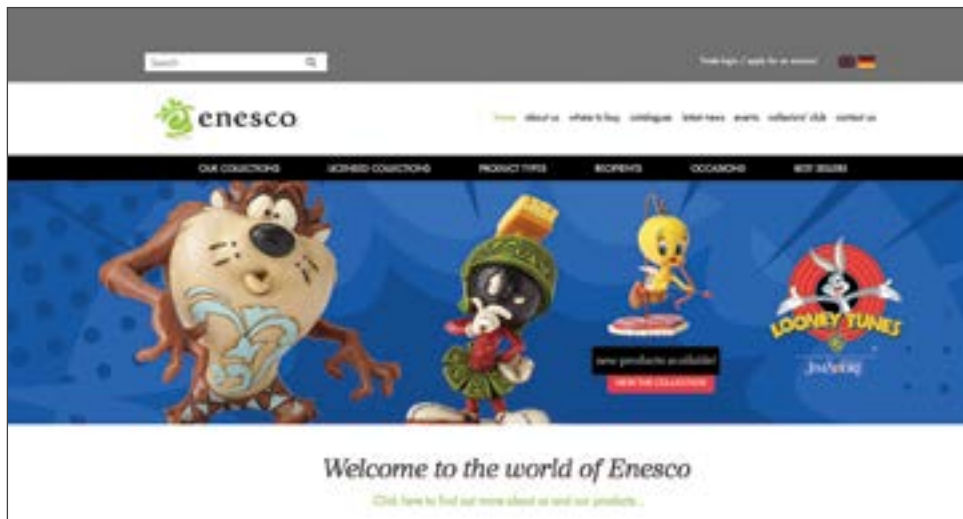 Search
Trade login / apply for an account
enesco
home about us where to buy catalogues latest news events collectors' club contact us
OUR COLLECTIONS LICENSED COLLECTIONS PRODUCT TYPES RECIPIENTS OCCASIONS BEST SELLERS
LOONEY TUNES
BY
JIM SHORE
new products available!
VIEW THE COLLECTION
Welcome to the world of Enesco
Click here to find out more about us and our products...